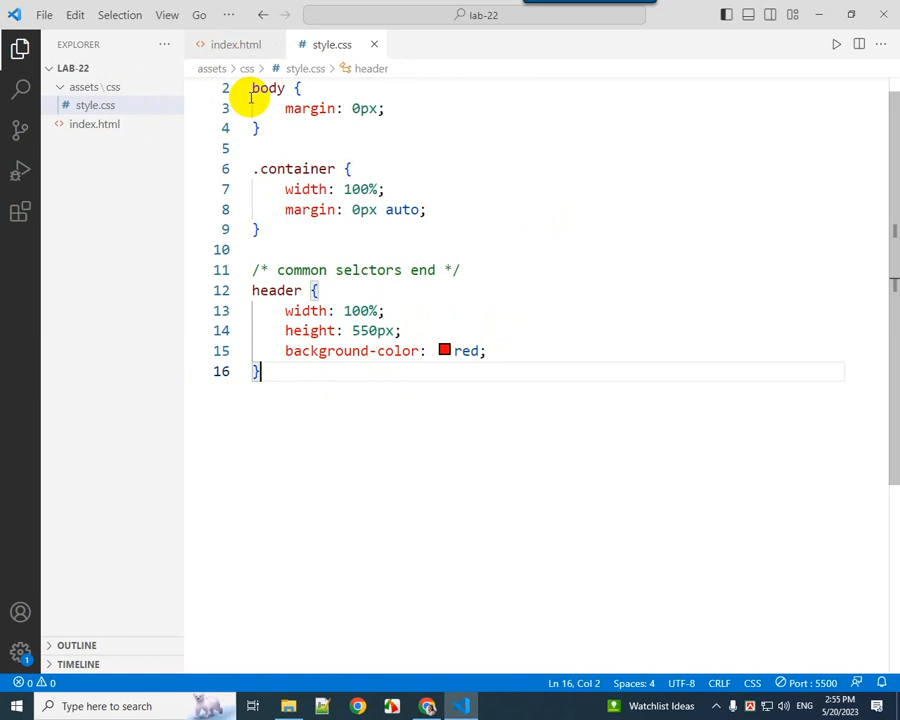 File Edit Selection View Go ··· lab-22
EXPLORER ··· index.html style.css
LAB-22 assets > css > style.css > header
assets \ css
style.css
index.html
2 body {
3 margin: 0px;
4 }
5
6 .container {
7 width: 100%;
8 margin: 0px auto;
9 }
10
11 /* common selctors end */
12 header {
13 width: 100%;
14 height: 550px;
15 background-color: red;
16 }
OUTLINE
TIMELINE
1
0 0 Ln 16, Col 2 Spaces: 4 UTF-8 CRLF CSS Port : 5500
Type here to search Watchlist Ideas ENG 2:55 PM
5/20/2023